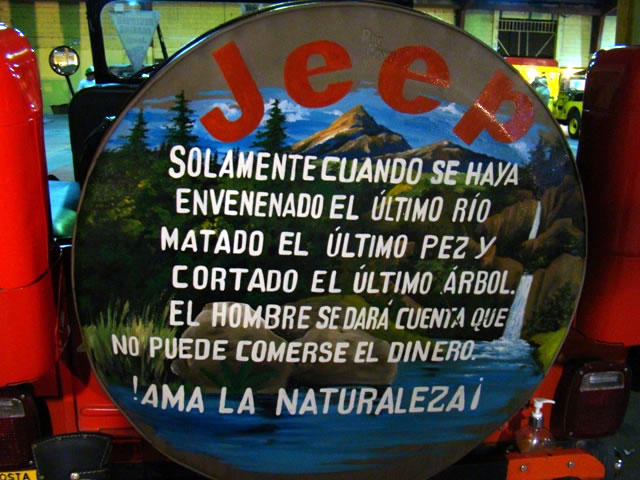 Jeep
SOLAMENTE CUANDO SE HAYA
ENVENENADO EL ÚLTIMO RÍO
MATADO EL ÚLTIMO PEZ Y
CORTADO EL ÚLTIMO ÁRBOL.
EL HOMBRE SE DARÁ CUENTA QUE
NO PUEDE COMERSE EL DINERO.
!AMA LA NATURALEZA¡